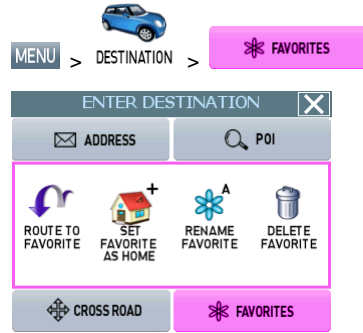 MENU > DESTINATION > FAVORITES
ENTER DESTINATION X
ADDRESS POI
ROUTE TO FAVORITE
SET FAVORITE AS HOME
+
RENAME FAVORITE
A
DELETE FAVORITE
CROSS ROAD FAVORITES